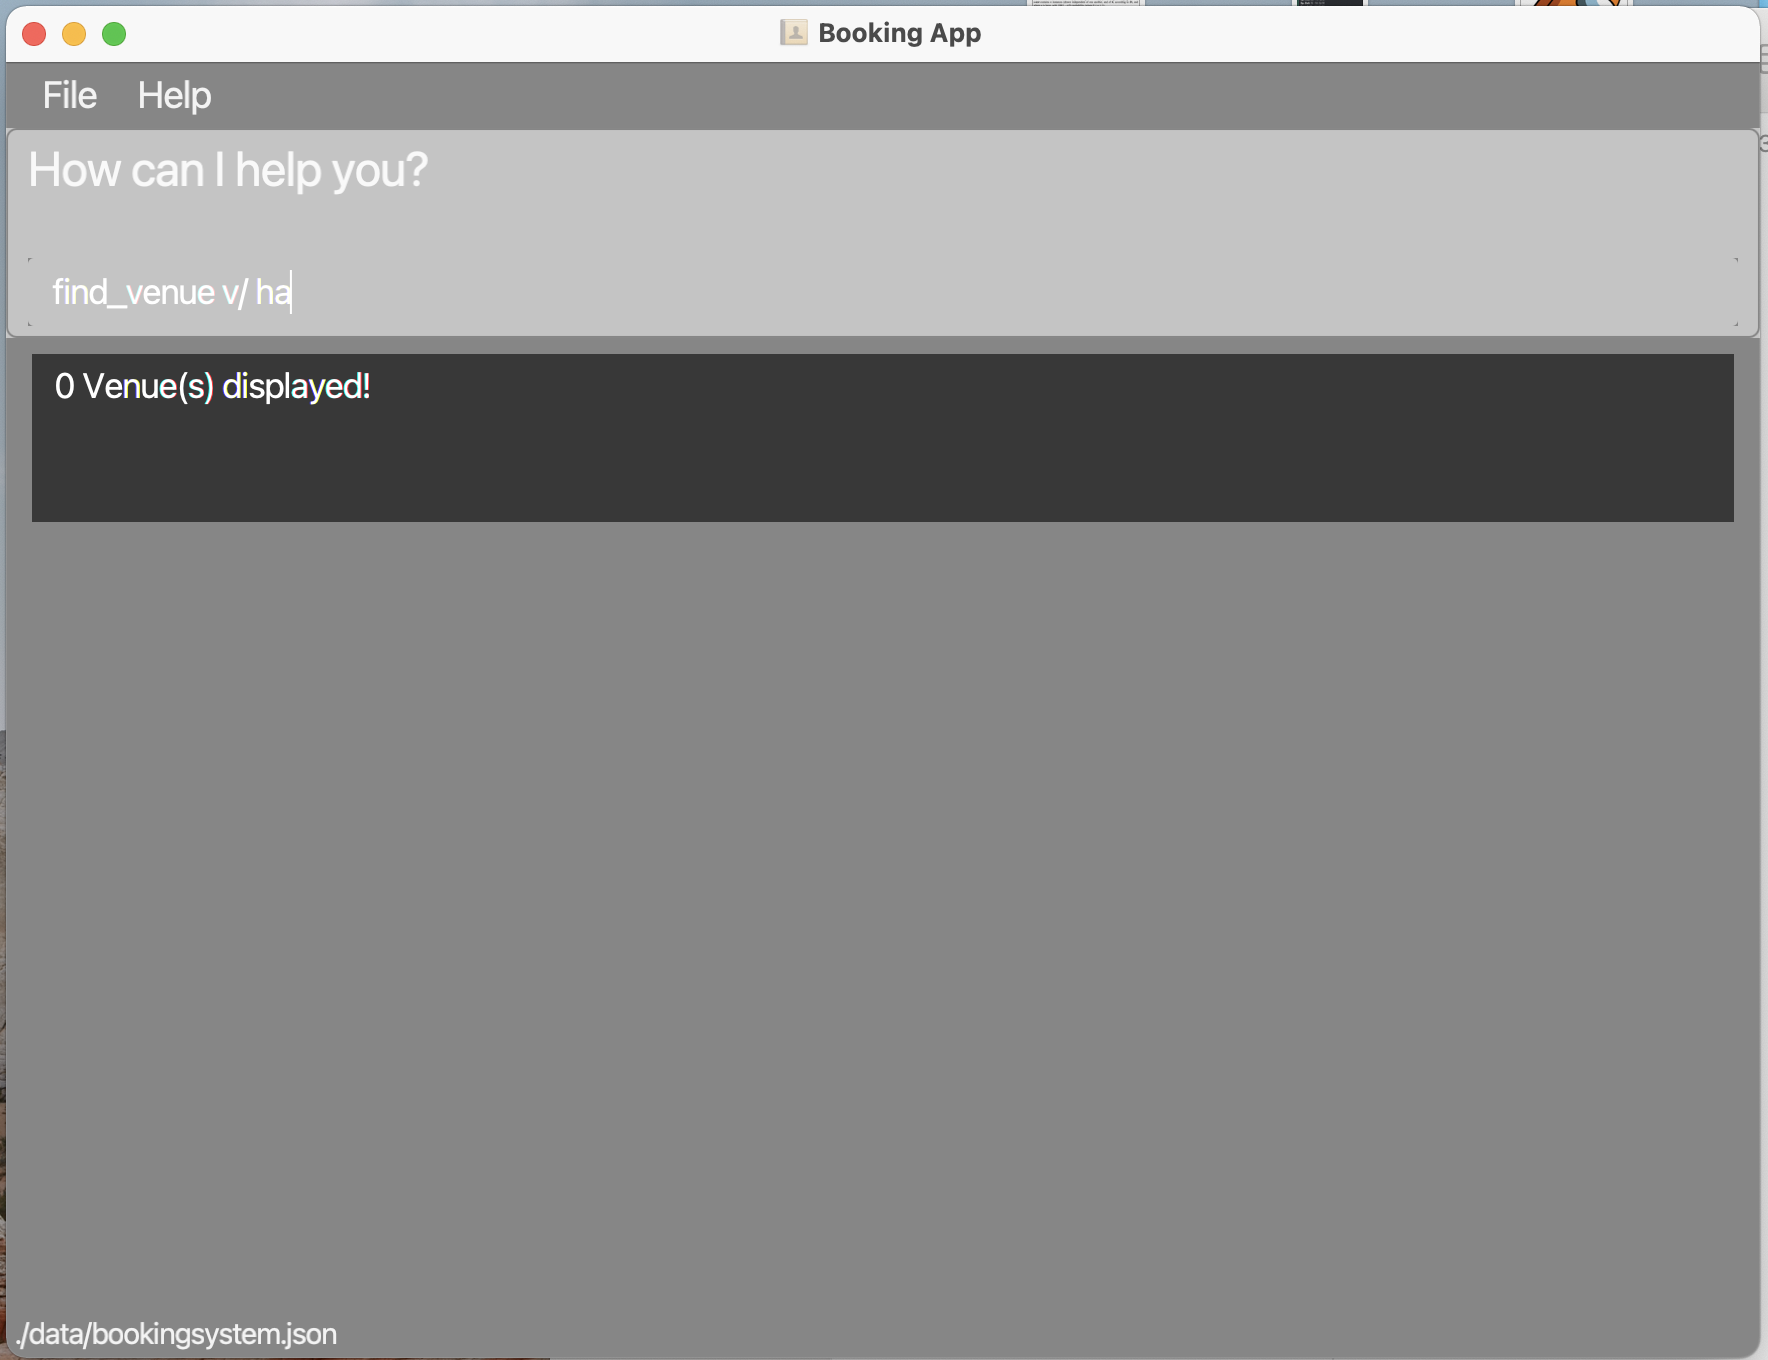 Booking App
File Help
How can I help you?
find_venue v/ ha
0 Venue(s) displayed!
./data/bookingsystem.json